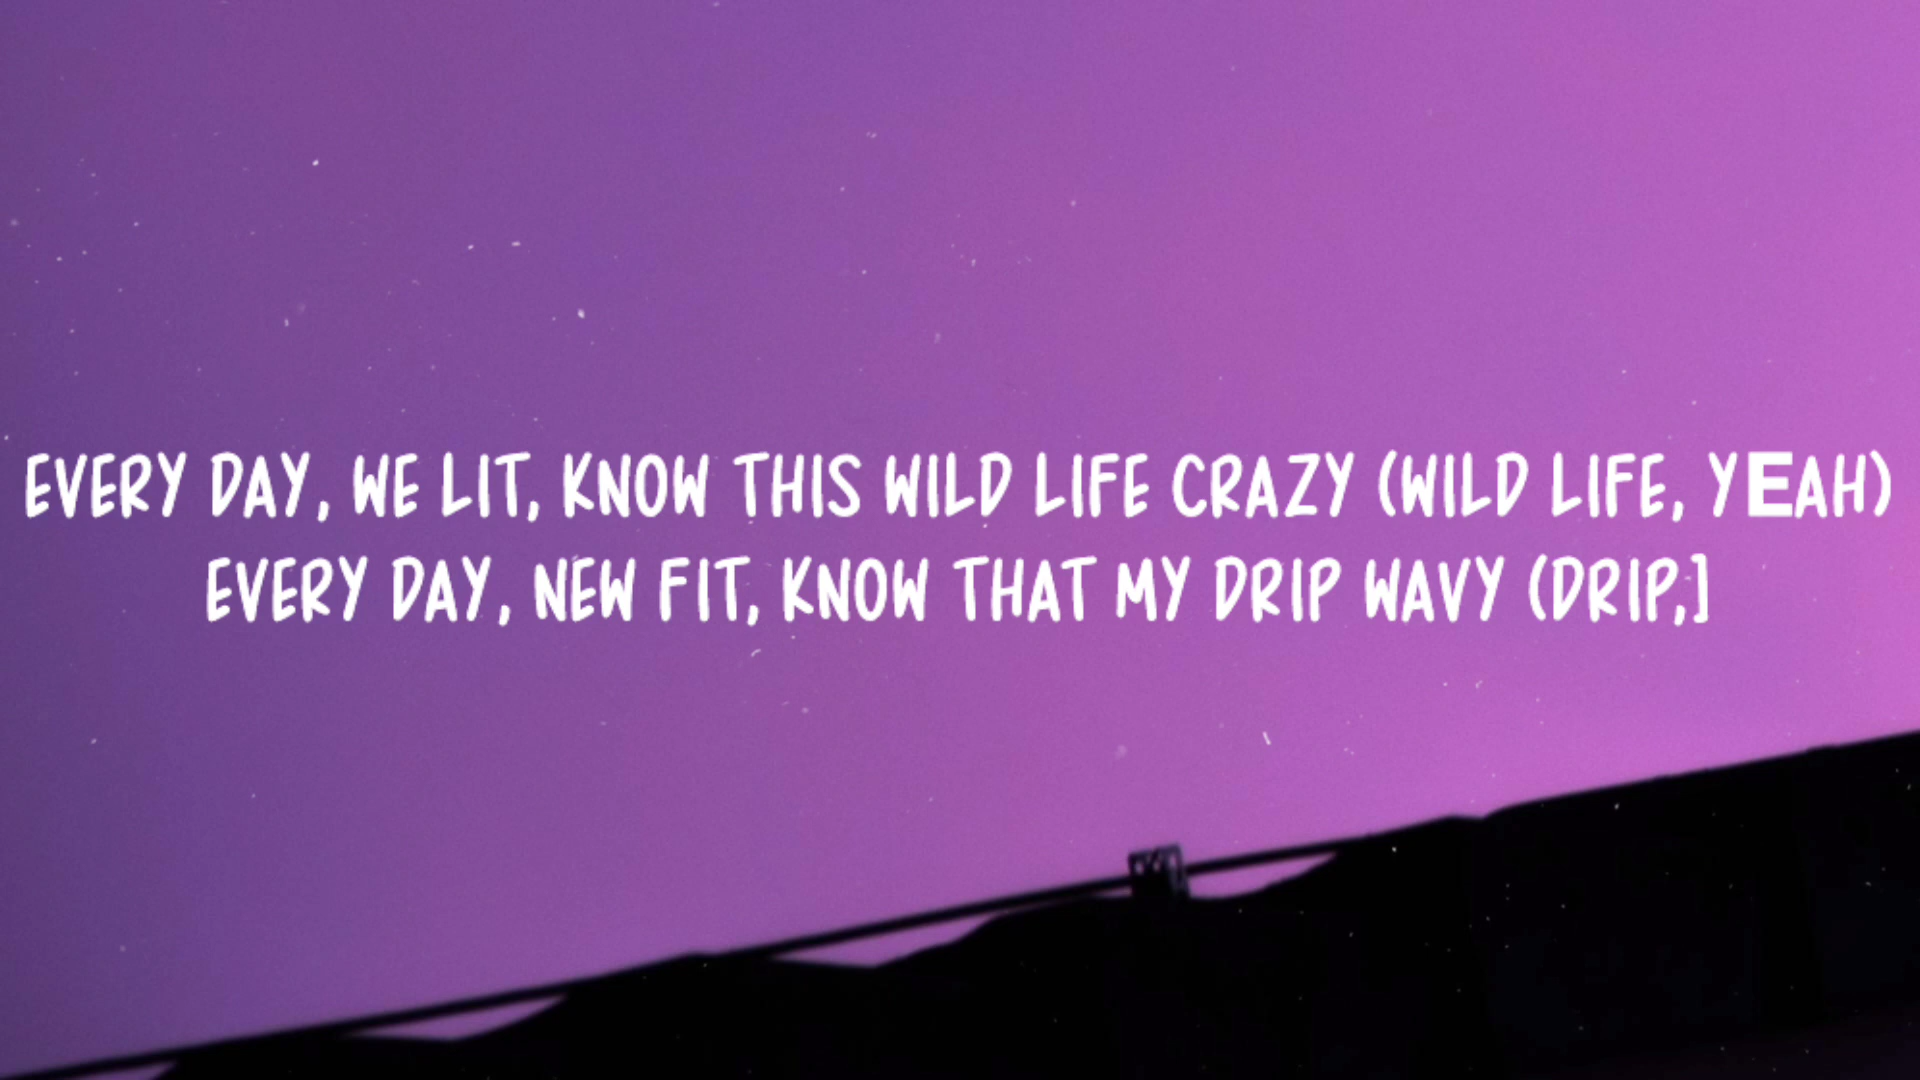 EVERY DAY, WE LIT, KNOW THIS WILD LIFE CRAZY (WILD LIFE, YEAH)
EVERY DAY, NEW FIT, KNOW THAT MY DRIP WAVY (DRIP,]